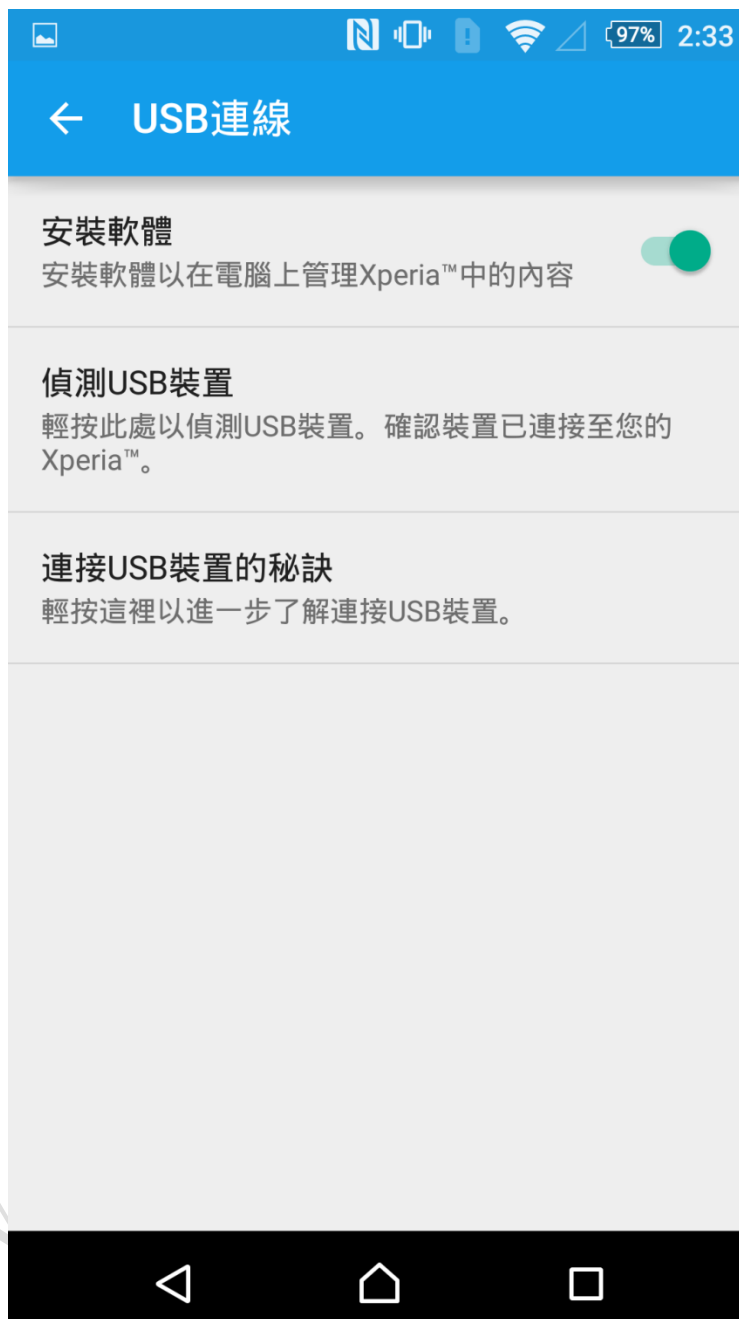 97% 2:33
USB連線
安裝軟體
安裝軟體以在電腦上管理Xperia™中的內容
偵測USB裝置
輕按此處以偵測USB裝置。確認裝置已連接至您的
Xperia™。
連接USB裝置的秘訣
輕按這裡以進一步了解連接USB裝置。